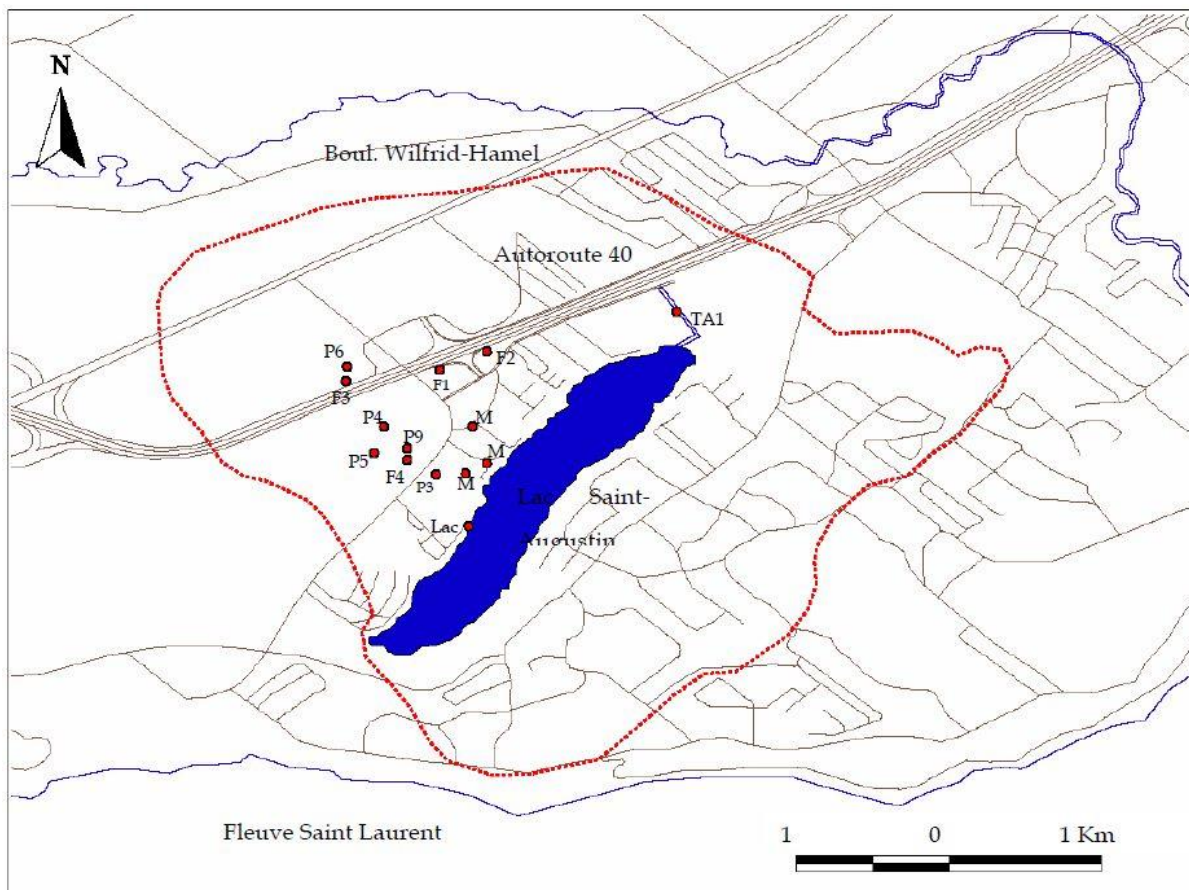 N
Boul. Wilfrid-Hamel
Autoroute 40
TA1
P6
F3
F1
F2
P4
M
P9
P5
F4
P3
M
M
Lac
Lac Saint-
Augustin
Fleuve Saint Laurent
1 0 1 Km